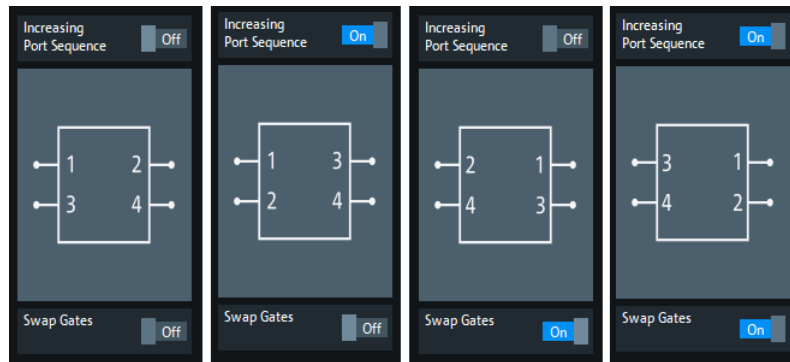 Increasing
Port Sequence
Off
1 2
3 4
Swap Gates
Off
Increasing
Port Sequence
On
1 3
2 4
Swap Gates
Off
Increasing
Port Sequence
Off
2 1
4 3
Swap Gates
On
Increasing
Port Sequence
On
3 1
4 2
Swap Gates
On